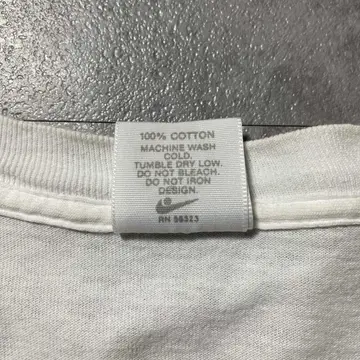 100% COTTON
MACHINE WASH
COLD.
TUMBLE DRY LOW.
DO NOT BLEACH.
DO NOT IRON
DESIGN.
RN 56323